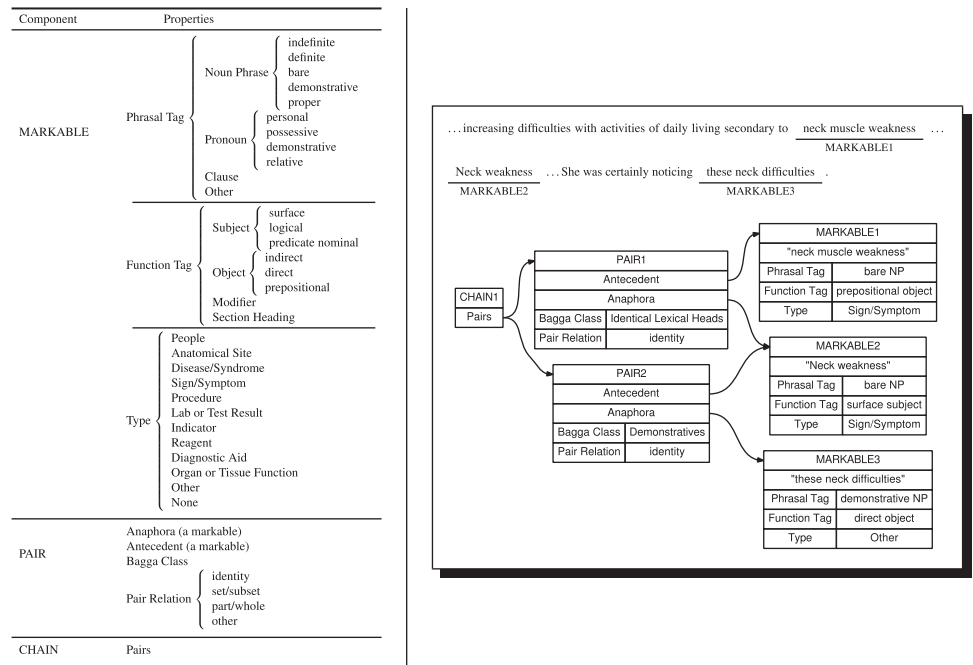 Component Properties
MARKABLE
Phrasal Tag
Noun Phrase
indefinite
definite
bare
demonstrative
proper
Pronoun
personal
possessive
demonstrative
relative
Clause
Other
Function Tag
Subject
surface
logical
predicate nominal
Object
indirect
direct
prepositional
Modifier
Section Heading
Type
People
Anatomical Site
Disease/Syndrome
Sign/Symptom
Procedure
Lab or Test Result
Indicator
Reagent
Diagnostic Aid
Organ or Tissue Function
Other
None
PAIR
Anaphora (a markable)
Antecedent (a markable)
Bagga Class
Pair Relation
identity
set/subset
part/whole
other
CHAIN Pairs
...increasing difficulties with activities of daily living secondary to neck muscle weakness ...
MARKABLE1
Neck weakness ...She was certainly noticing these neck difficulties .
MARKABLE2 MARKABLE3
CHAIN1
Pairs
PAIR1
Antecedent
Anaphora
Bagga Class Identical Lexical Heads
Pair Relation identity
PAIR2
Antecedent
Anaphora
Bagga Class Demonstratives
Pair Relation identity
MARKABLE1
"neck muscle weakness"
Phrasal Tag bare NP
Function Tag prepositional object
Type Sign/Symptom
MARKABLE2
"Neck weakness"
Phrasal Tag bare NP
Function Tag surface subject
Type Sign/Symptom
MARKABLE3
"these neck difficulties"
Phrasal Tag demonstrative NP
Function Tag direct object
Type Other